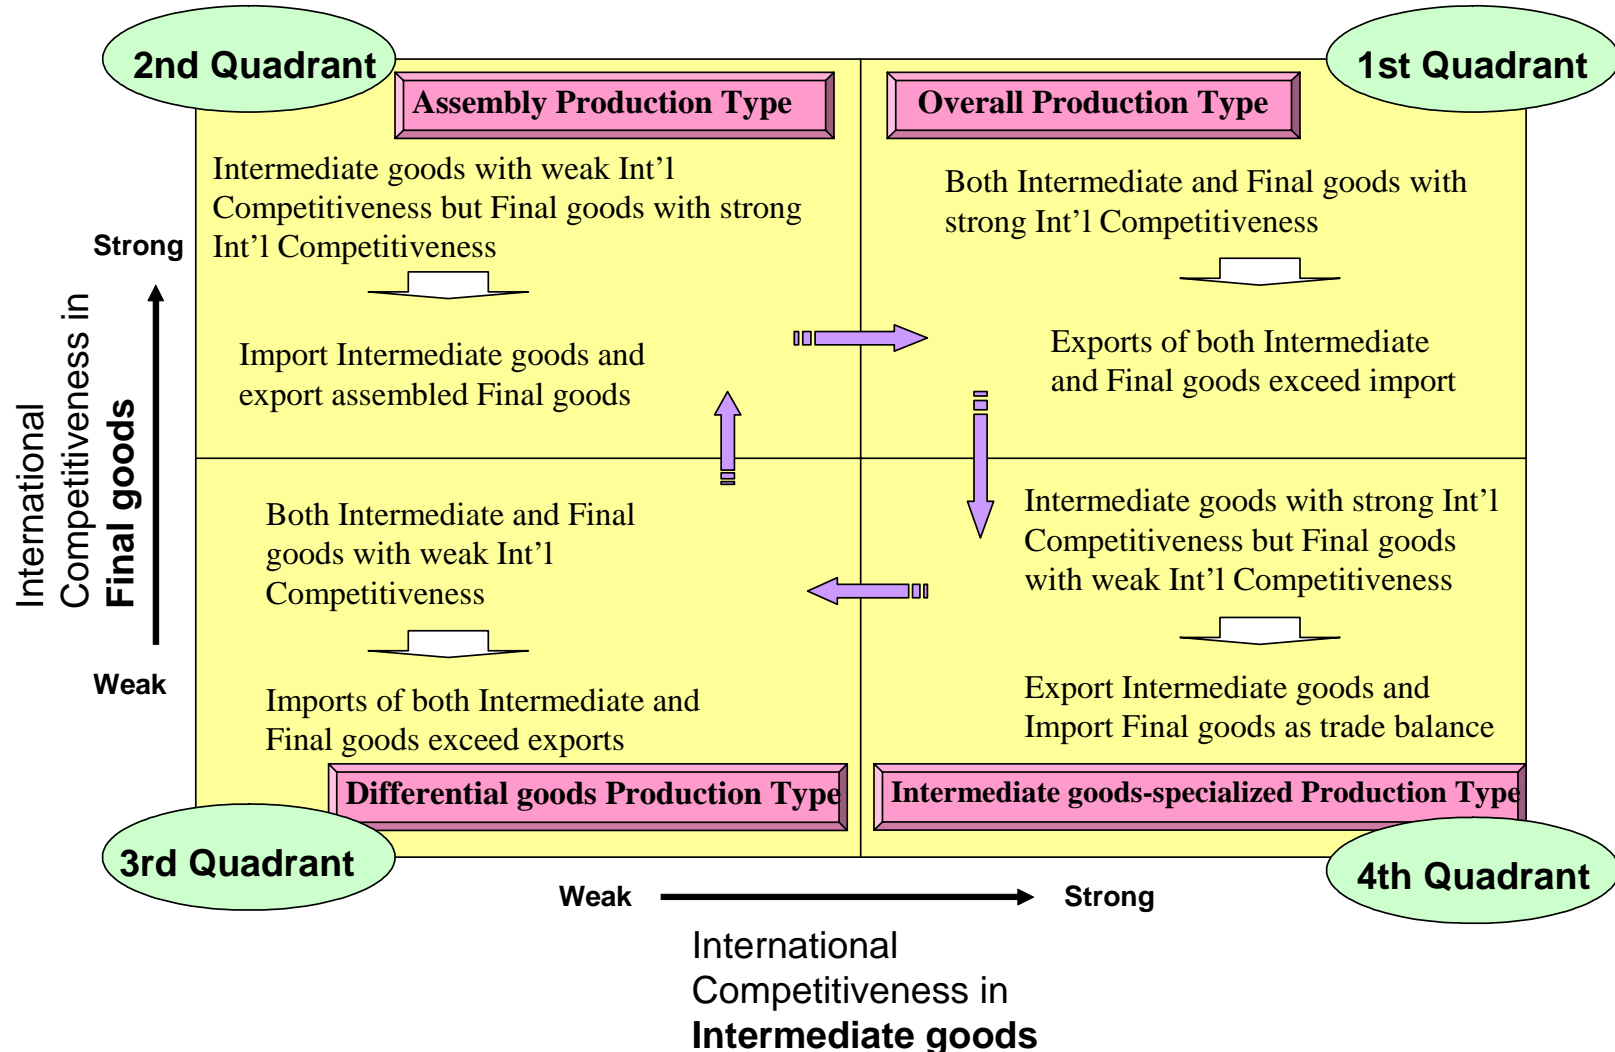 2nd Quadrant
1st Quadrant
Assembly Production Type
Overall Production Type
Intermediate goods with weak Int’l
Competitiveness but Final goods with strong
Int’l Competitiveness
Both Intermediate and Final goods with
strong Int’l Competitiveness
Strong
Import Intermediate goods and
export assembled Final goods
Exports of both Intermediate
and Final goods exceed import
International
Competitiveness in
Final goods
Both Intermediate and Final
goods with weak Int’l
Competitiveness
Intermediate goods with strong Int’l
Competitiveness but Final goods
with weak Int’l Competitiveness
Weak
Imports of both Intermediate and
Final goods exceed exports
Export Intermediate goods and
Import Final goods as trade balance
Differential goods Production Type
Intermediate goods-specialized Production Type
3rd Quadrant
4th Quadrant
Weak
Strong
International
Competitiveness in
Intermediate goods